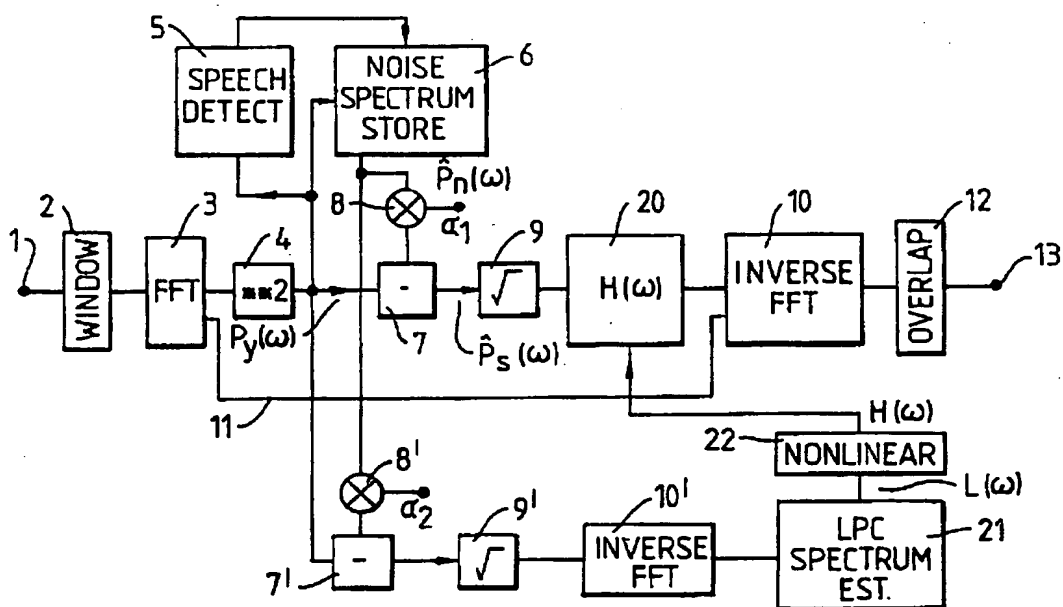 5
SPEECH
DETECT
NOISE
SPECTRUM
STORE
6
P̂n(ω)
8
α1
1
2
WINDOW
3
FFT
4
**2
Py(ω)
-
7
P̂s(ω)
9
√
20
H(ω)
10
INVERSE
FFT
12
OVERLAP
13
11
H(ω)
22
NONLINEAR
L(ω)
8'
α2
7'
-
9'
√
10'
INVERSE
FFT
LPC
SPECTRUM
EST.
21